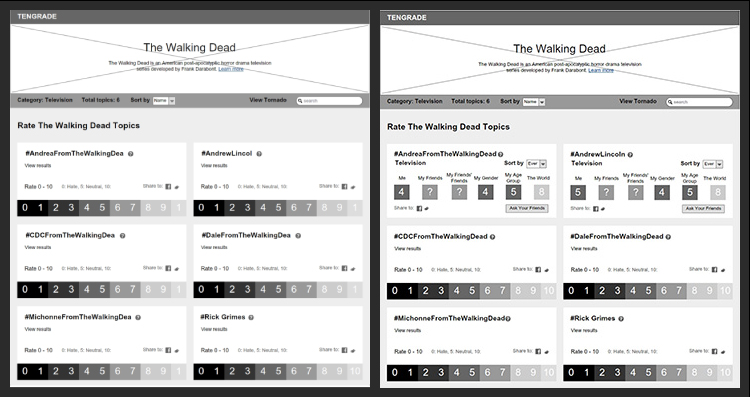 TENGRADE
The Walking Dead
The Walking Dead is an American post-apocalyptic horror drama television
series developed by Frank Darabont. Learn more
Category: Television Total topics: 6 Sort by Name View Tornado search
Rate The Walking Dead Topics
#AndreaFromTheWalkingDea ?
View results
Rate 0 - 10 0: Hate, 5: Neutral, 10: Share to:
0 1 2 3 4 5 6 7 8 9 1
#AndrewLincol ?
View results
Rate 0 - 10 0: Hate, 5: Neutral, 10: Share to:
0 1 2 3 4 5 6 7 8 9 1
#CDCFromTheWalkingDea ?
View results
Rate 0 - 10 0: Hate, 5: Neutral, 10: Share to:
0 1 2 3 4 5 6 7 8 9 1
#DaleFromTheWalkingDea ?
View results
Rate 0 - 10 0: Hate, 5: Neutral, 10: Share to:
0 1 2 3 4 5 6 7 8 9 1
#MichonneFromTheWalkingDea ?
View results
Rate 0 - 10 0: Hate, 5: Neutral, 10: Share to:
0 1 2 3 4 5 6 7 8 9 1
#Rick Grimes ?
View results
Rate 0 - 10 0: Hate, 5: Neutral, 10: Share to:
0 1 2 3 4 5 6 7 8 9 10
TENGRADE
The Walking Dead
The Walking Dead is an American post-apocalyptic horror drama television
series developed by Frank Darabont. Learn more
Category: Television Total topics: 6 Sort by Name View Tornado search
Rate The Walking Dead Topics
#AndreaFromTheWalkingDead ?
Television Sort by Ever
Me My Friends My Friends' Friends My Gender My Age Group The World
4 ? ? 4 5 8
Share to: Ask Your Friends
#AndrewLincoln ?
Television Sort by Ever
Me My Friends My Friends' Friends My Gender My Age Group The World
5 ? ? 4 5 8
Share to: Ask Your Friends
#CDCFromTheWalkingDead ?
View results
Rate 0 - 10 0: Hate, 5: Neutral, 10: Share to:
0 1 2 3 4 5 6 7 8 9 10
#DaleFromTheWalkingDead ?
View results
Rate 0 - 10 0: Hate, 5: Neutral, 10: Share to:
0 1 2 3 4 5 6 7 8 9 10
#MichonneFromTheWalkingDead ?
View results
Rate 0 - 10 0: Hate, 5: Neutral, 10: Share to:
0 1 2 3 4 5 6 7 8 9 10
#Rick Grimes ?
View results
Rate 0 - 10 0: Hate, 5: Neutral, 10: Share to:
0 1 2 3 4 5 6 7 8 9 10